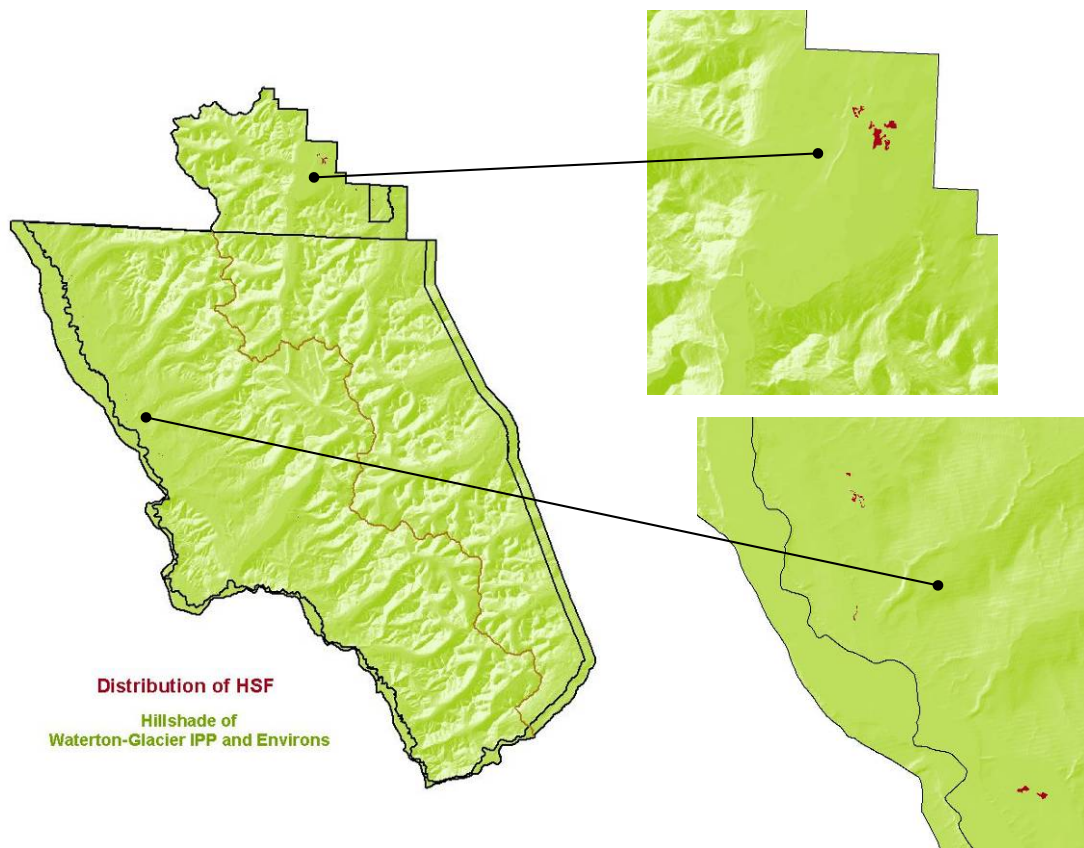 Distribution of HSF
Hillshade of
Waterton-Glacier IPP and Environs